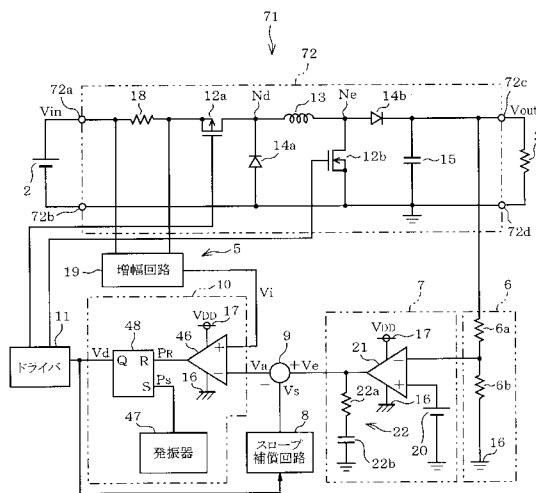 71
72
72a
Vin
18
12a
Nd
13
Ne
14b
72c
Vout
2
14a
12b
15
3
72b
72d
5
19
増幅回路
Vi
10
7
6
11
ドライバ
Vd
48
Q
R
S
PR
PS
VDD
17
46
+
−
16
9
Va
−
+Ve
Vs
VDD
17
21
−
+
16
22a
22
22b
20
6a
6b
16
47
発振器
8
スロープ
補償回路